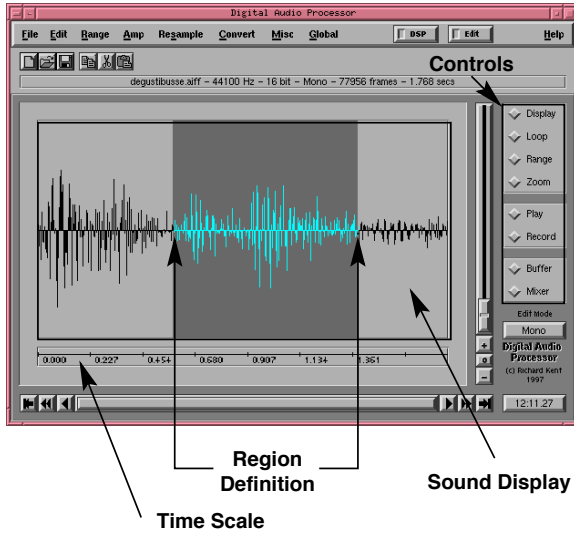 Digital Audio Processor
File Edit Range Amp Resample Convert Misc Global DSP Edit Help
Controls
degustibusse.aiff - 44100 Hz - 16 bit - Mono - 77956 frames - 1.768 secs
Display
Loop
Range
Zoom
Play
Record
Buffer
Mixer
Edit Mode
Mono
+
0
-
Digital Audio
Processor
(c) Richard Kent
1997
0.000 0.227 0.454 0.680 0.907 1.134 1.361
12:11.27
Region
Definition
Sound Display
Time Scale